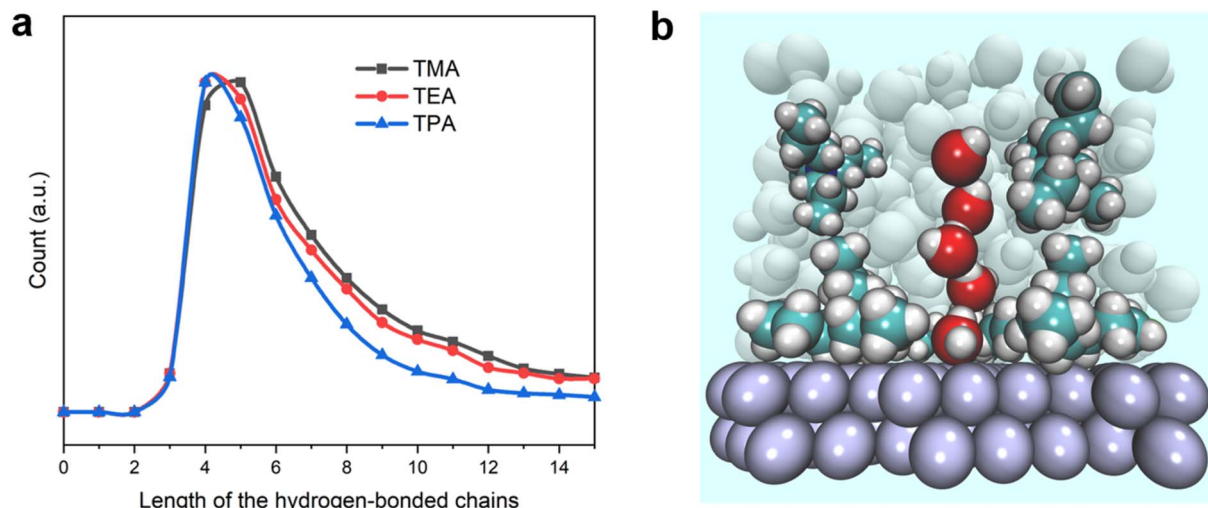 a
b
TMA
TEA
TPA
Count (a.u.)
0 2 4 6 8 10 12 14
Length of the hydrogen-bonded chains